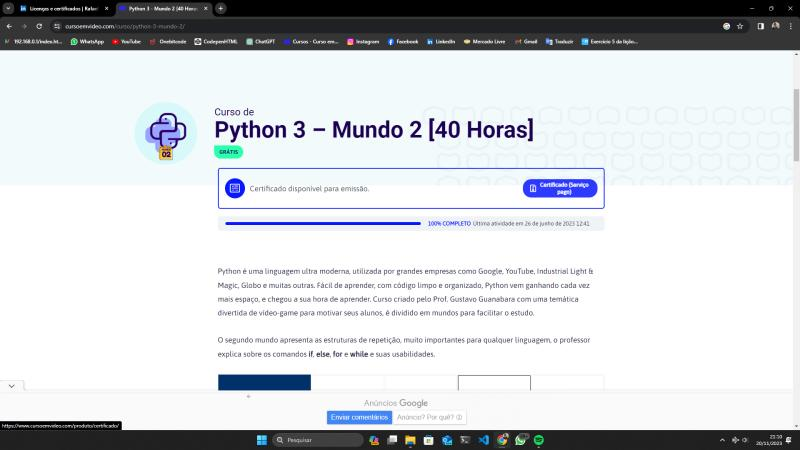 Licenças e certificados | Rafael
Python 3 – Mundo 2 [40 Horas]
cursoemvideo.com/curso/python-3-mundo-2/
192.168.0.1/index.ht...
WhatsApp
YouTube
Onebitcode
CodepenHTML
ChatGPT
Cursos - Curso em...
Instagram
Facebook
LinkedIn
Mercado Livre
Gmail
Traduzir
Exercício 5 da lição...
Curso de
Python 3 – Mundo 2 [40 Horas]
GRÁTIS
02
Certificado disponível para emissão.
Certificado (Serviço
pago)
100% COMPLETO Última atividade em 26 de junho de 2023 12:41
Python é uma linguagem ultra moderna, utilizada por grandes empresas como Google, YouTube, Industrial Light &
Magic, Globo e muitas outras. Fácil de aprender, com código limpo e organizado, Python vem ganhando cada vez
mais espaço, e chegou a sua hora de aprender. Curso criado pelo Prof. Gustavo Guanabara com uma temática
divertida de vídeo-game para motivar seus alunos, é dividido em mundos para facilitar o estudo.
O segundo mundo apresenta as estruturas de repetição, muito importantes para qualquer linguagem, o professor
explica sobre os comandos if, else, for e while e suas usabilidades.
Anúncios Google
Enviar comentários
Anúncio? Por quê?
https://www.cursoemvideo.com/produto/certificado/
Pesquisar
21:10
20/11/2023